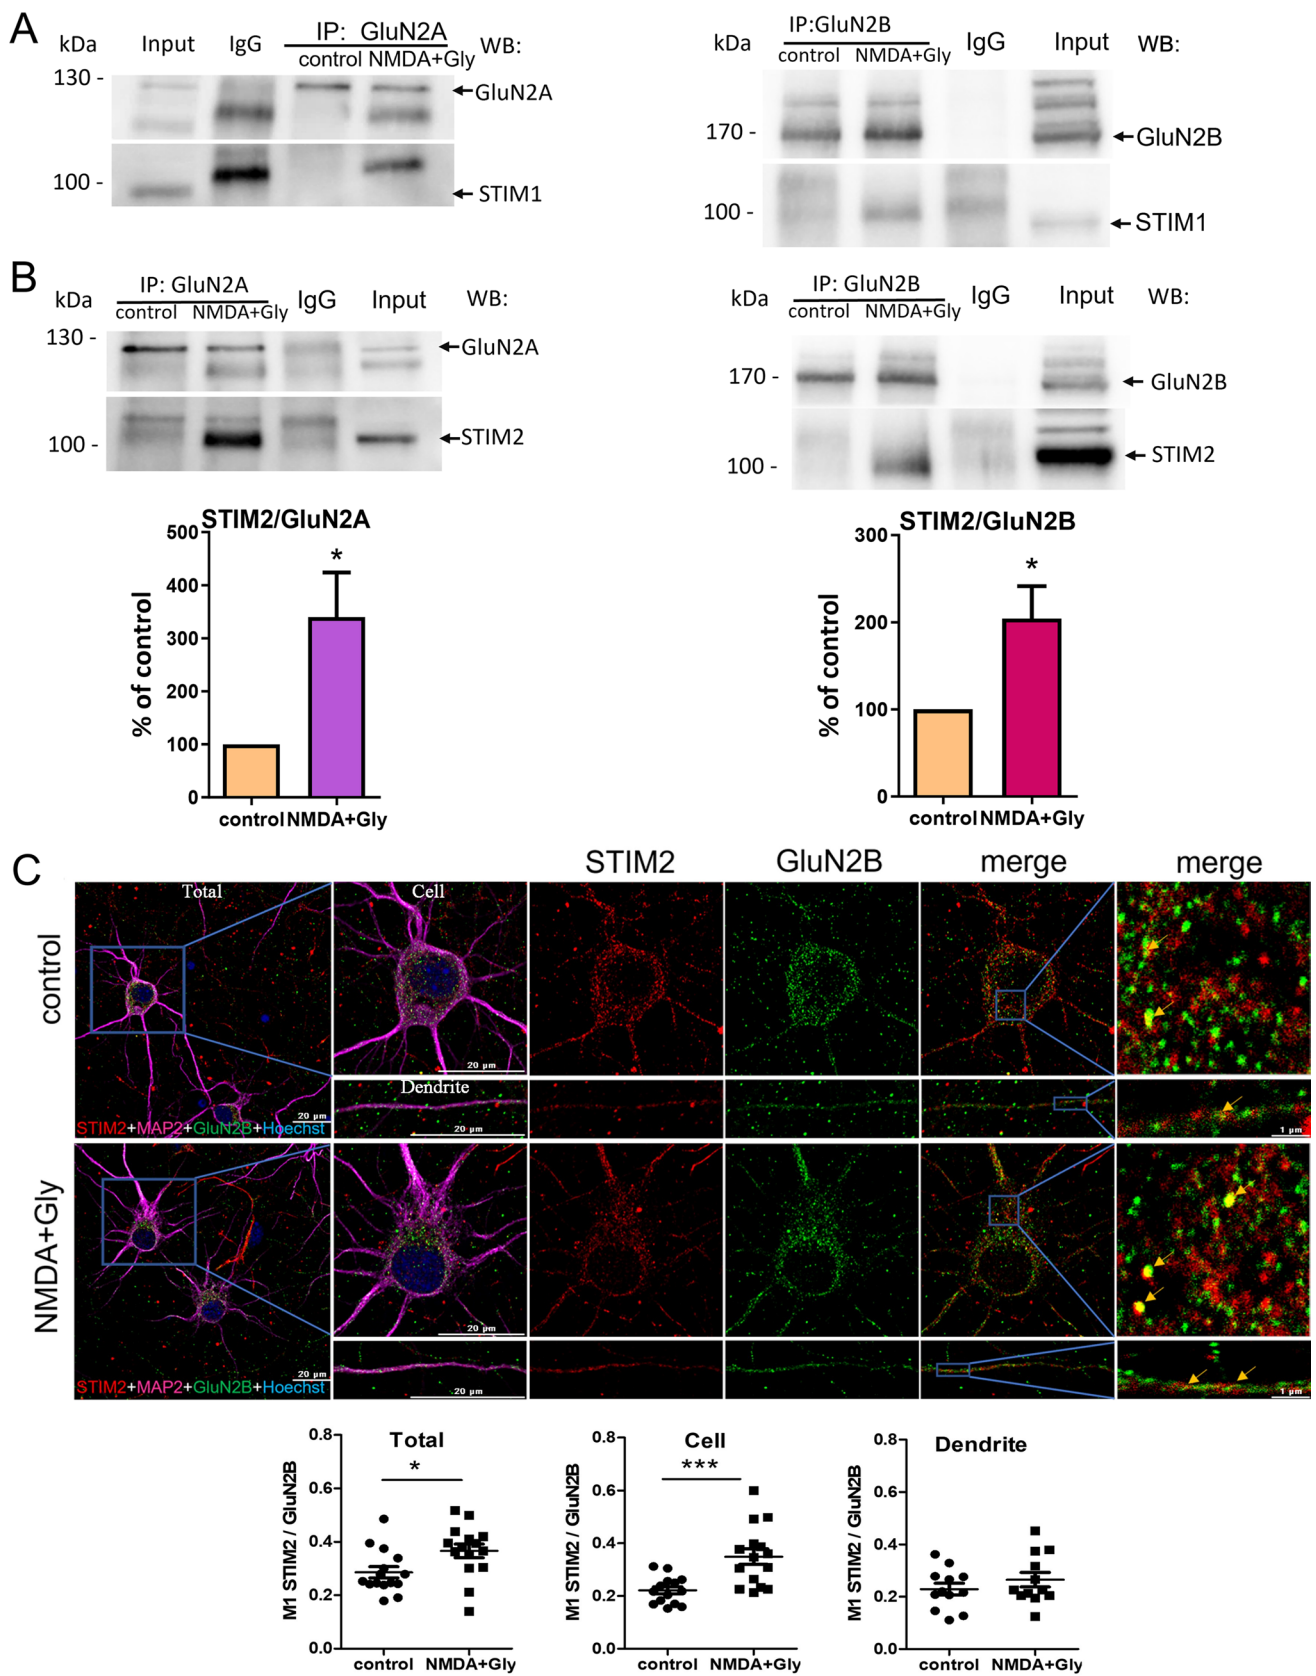 A
kDa
Input
IgG
IP: GluN2A
control NMDA+Gly
WB:
130 -
GluN2A
100 -
STIM1
kDa
IP:GluN2B
control NMDA+Gly
IgG
Input
WB:
170 -
GluN2B
100 -
STIM1
B
kDa
IP: GluN2A
control NMDA+Gly
IgG
Input
WB:
130 -
GluN2A
100 -
STIM2
kDa
IP: GluN2B
control NMDA+Gly
IgG
Input
WB:
170 -
GluN2B
100 -
STIM2
STIM2/GluN2A
% of control
500
400
300
200
100
0
control NMDA+Gly
*
STIM2/GluN2B
% of control
300
200
100
0
control NMDA+Gly
*
C
STIM2
GluN2B
merge
merge
control
Total
Cell
20 µm
Dendrite
20 µm
20 µm
1 µm
STIM2+MAP2+GluN2B+Hoechst
NMDA+Gly
20 µm
20 µm
20 µm
1 µm
STIM2+MAP2+GluN2B+Hoechst
Total
*
M1 STIM2 / GluN2B
0.8
0.6
0.4
0.2
0.0
control NMDA+Gly
Cell
***
M1 STIM2 / GluN2B
0.8
0.6
0.4
0.2
0.0
control NMDA+Gly
Dendrite
M1 STIM2 / GluN2B
0.8
0.6
0.4
0.2
0.0
control NMDA+Gly